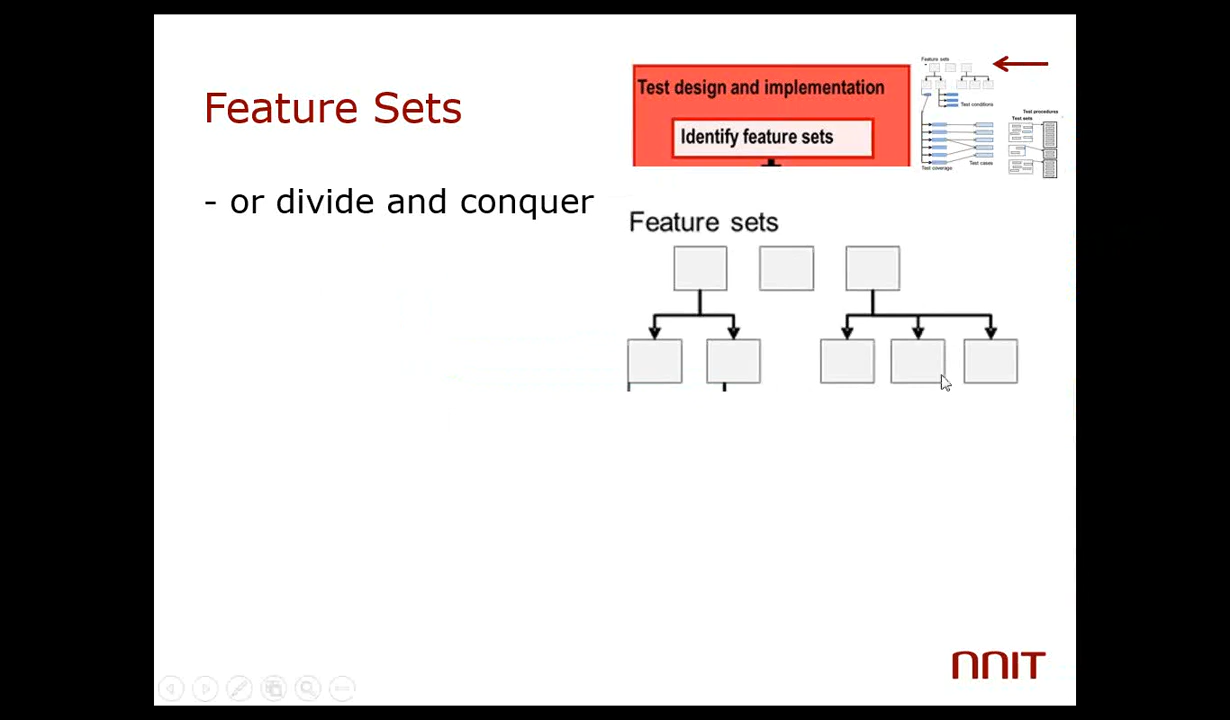 Feature Sets
- or divide and conquer
Test design and implementation
Identify feature sets
Feature sets
Test conditions
Test procedures
Test sets
Test coverage
Test cases
Feature sets
NNIT